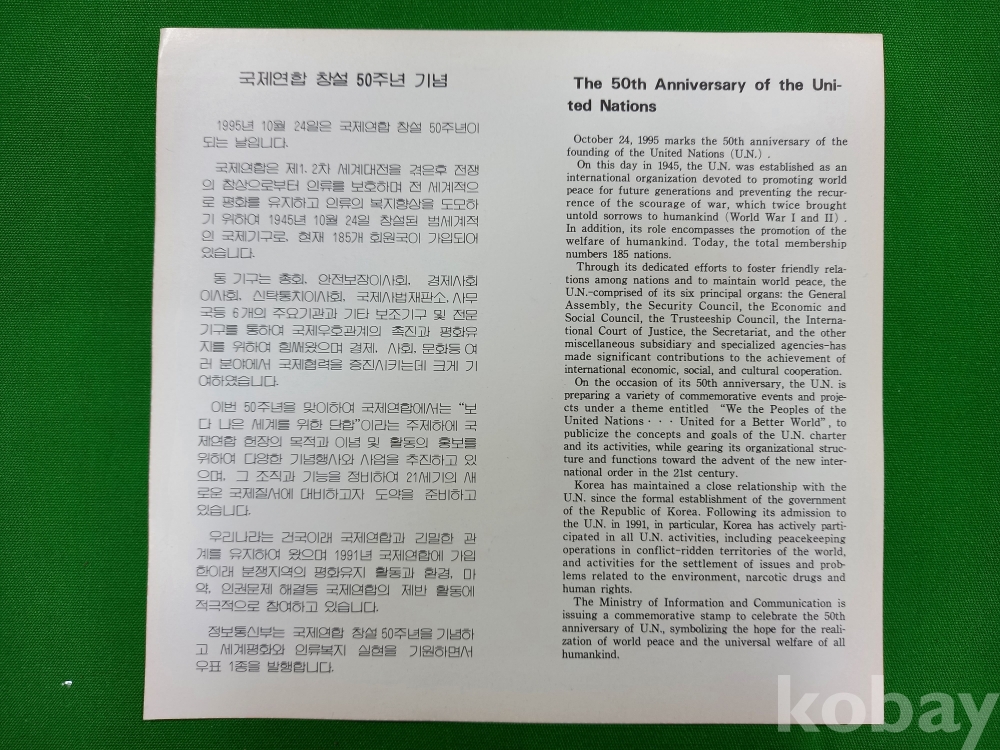 국제연합 창설 50주년 기념
1995년 10월 24일은 국제연합 창설 50주년이
되는 날입니다.
국제연합은 제1. 2차 세계대전을 겪은후 전쟁
의 참상으로부터 인류를 보호하며 전 세계적으
로 평화를 유지하고 인류의 복지향상을 도모하
기 위하여 1945년 10월 24일 창설된 범세계적
인 국제기구로, 현재 185개 회원국이 가입되어
있습니다.
동 기구는 총회, 안전보장이사회, 경제사회
이사회, 신탁통치이사회, 국제사법재판소, 사무
국등 6개의 주요기관과 기타 보조기구 및 전문
기구를 통하여 국제우호관계의 촉진과 평화유
지를 위하여 힘써왔으며 경제, 사회, 문화등 여
러 분야에서 국제협력을 증진시키는데 크게 기
여하였습니다.
이번 50주년을 맞이하여 국제연합에서는 “보
다 나은 세계를 위한 단합”이라는 주제하에 국
제연합 헌장의 목적과 이념 및 활동의 홍보를
위하여 다양한 기념행사와 사업을 추진하고 있
으며, 그 조직과 기능을 정비하여 21세기의 새
로운 국제질서에 대비하고자 도약을 준비하고
있습니다.
우리나라는 건국이래 국제연합과 긴밀한 관
계를 유지하여 왔으며 1991년 국제연합에 가입
한이래 분쟁지역의 평화유지 활동과 환경, 마
약, 인권문제 해결등 국제연합의 제반 활동에
적극적으로 참여하고 있습니다.
정보통신부는 국제연합 창설 50주년을 기념하
고 세계평화와 인류복지 실현을 기원하면서
우표 1종을 발행합니다.
The 50th Anniversary of the Uni-
ted Nations
October 24, 1995 marks the 50th anniversary of the
founding of the United Nations (U.N.) .
On this day in 1945, the U.N. was established as an
international organization devoted to promoting world
peace for future generations and preventing the recur-
rence of the scourage of war, which twice brought
untold sorrows to humankind (World War I and II) .
In addition, its role encompasses the promotion of the
welfare of humankind. Today, the total membership
numbers 185 nations.
Through its dedicated efforts to foster friendly rela-
tions among nations and to maintain world peace, the
U.N.-comprised of its six principal organs: the General
Assembly, the Security Council, the Economic and
Social Council, the Trusteeship Council, the Interna-
tional Court of Justice, the Secretariat, and the other
miscellaneous subsidiary and specialized agencies-has
made significant contributions to the achievement of
international economic, social, and cultural cooperation.
On the occasion of its 50th anniversary, the U.N. is
preparing a variety of commemorative events and proje-
cts under a theme entitled “We the Peoples of the
United Nations · · · United for a Better World”, to
publicize the concepts and goals of the U.N. charter
and its activities, while gearing its organizational struc-
ture and functions toward the advent of the new inter-
national order in the 21st century.
Korea has maintained a close relationship with the
U.N. since the formal establishment of the government
of the Republic of Korea. Following its admission to
the U.N. in 1991, in particular, Korea has actively parti-
cipated in all U.N. activities, including peacekeeping
operations in conflict-ridden territories of the world,
and activities for the settlement of issues and prob-
lems related to the environment, narcotic drugs and
human rights.
The Ministry of Information and Communication is
issuing a commemorative stamp to celebrate the 50th
anniversary of U.N., symbolizing the hope for the reali-
zation of world peace and the universal welfare of all
humankind.
kobay